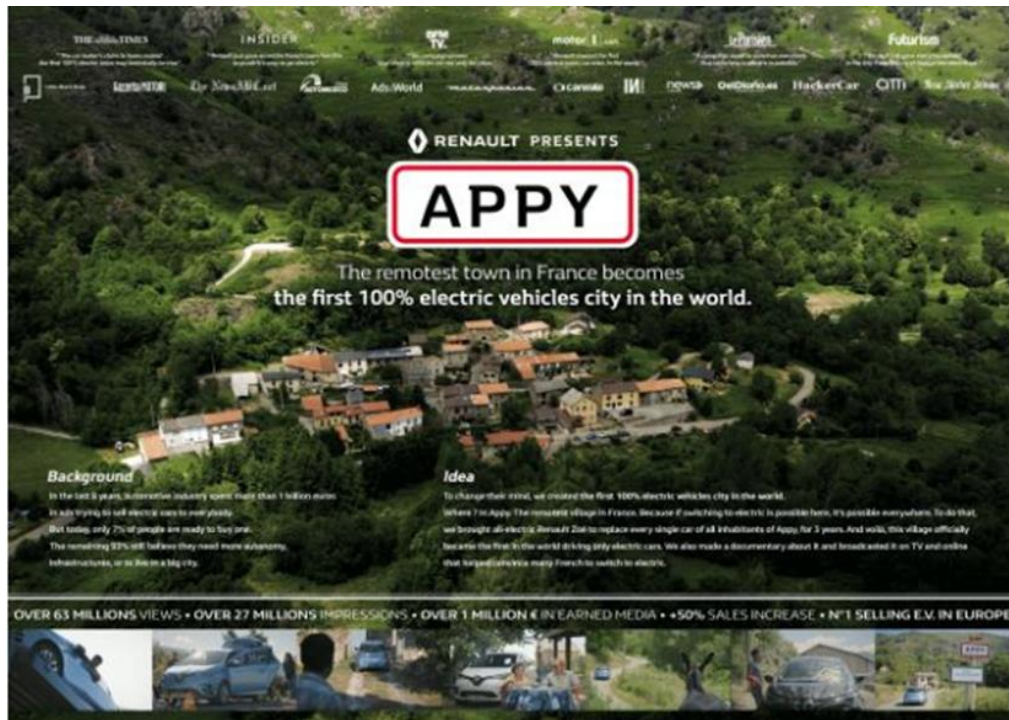 THE TIMES
INSIDER
BFM
TV.
motor1.com
Le Parisien
Futurism
Ads World
caradisiac
newsa
HackerCar
RENAULT PRESENTS
APPY
The remotest town in France becomes
the first 100% electric vehicles city in the world.
Background
In the last 8 years, automotive industry spent more than 1 billion euros
in ads trying to sell electric cars to everybody.
But today, only 7% of people are ready to buy one.
The remaining 93% still believe they need more autonomy,
infrastructures, or to live in a big city.
Idea
To change their mind, we created the first 100% electric vehicles city in the world.
Where? In Appy. The remotest village in France. Because if switching to electric is possible here, it's possible everywhere. To do that,
we brought all-electric Renault Zoe to replace every single car of all inhabitants of Appy, for 3 years. And voilà, this village officially
became the first in the world driving only electric cars. We also made a documentary about it and broadcasted it on TV and online
that helped convince many French to switch to electric.
OVER 63 MILLIONS VIEWS • OVER 27 MILLIONS IMPRESSIONS • OVER 1 MILLION € IN EARNED MEDIA • +50% SALES INCREASE • N°1 SELLING E.V. IN EUROPE
APPY